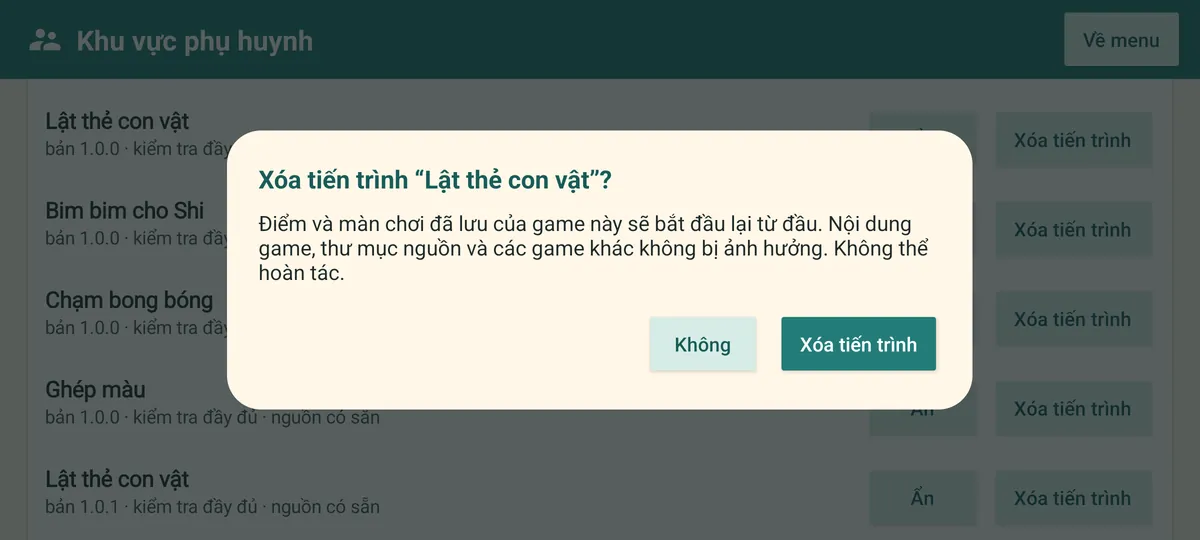 Khu vực phụ huynh
Về menu
Lật thẻ con vật
bản 1.0.0 · kiểm tra đầy
Xóa tiến trình
Bim bim cho Shi
bản 1.0.0 · kiểm tra đầy
Xóa tiến trình
Chạm bong bóng
bản 1.0.0 · kiểm tra đầy
Xóa tiến trình
Ghép màu
bản 1.0.0 · kiểm tra đầy đủ · nguồn có sẵn
Ẩn
Xóa tiến trình
Lật thẻ con vật
bản 1.0.1 · kiểm tra đầy đủ · nguồn có sẵn
Ẩn
Xóa tiến trình
Xóa tiến trình “Lật thẻ con vật”?
Điểm và màn chơi đã lưu của game này sẽ bắt đầu lại từ đầu. Nội dung
game, thư mục nguồn và các game khác không bị ảnh hưởng. Không thể
hoàn tác.
Không
Xóa tiến trình